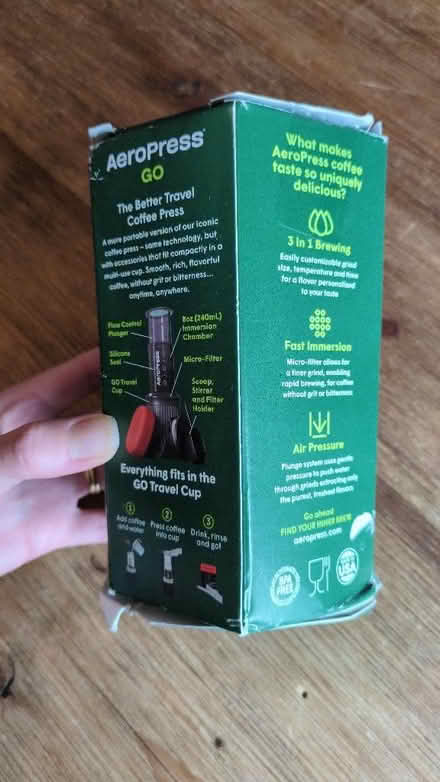 AeroPress
GO
The Better Travel
Coffee Press
A more portable version of our iconic
coffee press – same technology, but
with accessories that fit compactly in a
multi-use cup. Smooth, rich, flavorful
coffee, without grit or bitterness...
anytime, anywhere.
Flow Control
Plunger
8oz (240mL)
Immersion
Chamber
Silicone
Seal
Micro-Filter
GO Travel
Cup
Scoop,
Stirrer
and Filter
Holder
AeroPress
Everything fits in the
GO Travel Cup
1
Add coffee
and water
2
Press coffee
into cup
3
Drink, rinse
and go!
What makes
AeroPress coffee
taste so uniquely
delicious?
3 in 1 Brewing
Easily customizable grind
size, temperature and time
for a flavor personalized
to your taste
Fast Immersion
Micro-filter allows for
a finer grind, enabling
rapid brewing, for coffee
without grit or bitterness
Air Pressure
Plunge system uses gentle
pressure to push water
through grinds extracting only
the purest, freshest flavors
Go ahead
FIND YOUR INNER BREW
aeropress.com
BPA
FREE
USA